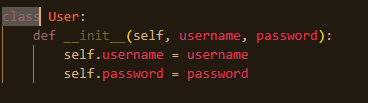 class User:
    def __init__(self, username, password):
        self.username = username
        self.password = password